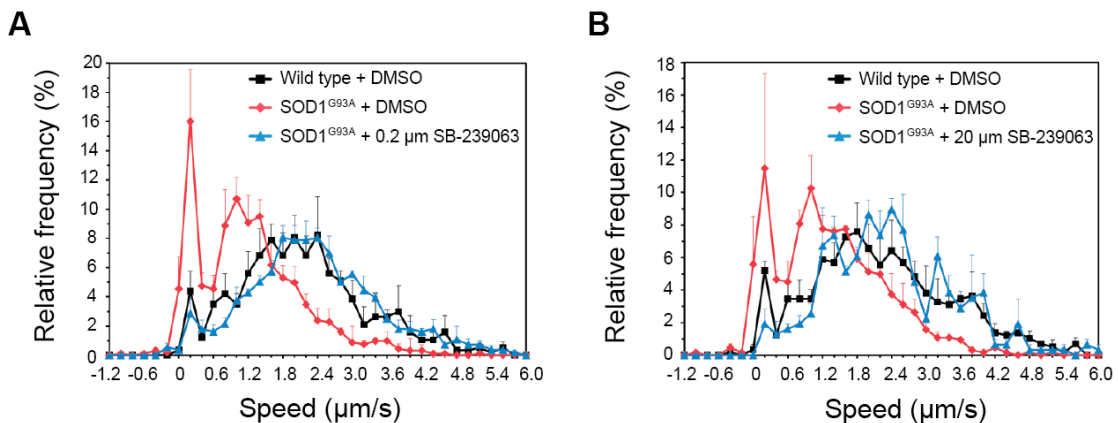 A
Relative frequency (%)
20
18
16
14
12
10
8
6
4
2
0
Wild type + DMSO
SOD1ᴳ⁹³ᴬ + DMSO
SOD1ᴳ⁹³ᴬ + 0.2 µm SB-239063
-1.2 -0.6 0 0.6 1.2 1.8 2.4 3.0 3.6 4.2 4.8 5.4 6.0
Speed (µm/s)
B
Relative frequency (%)
18
16
14
12
10
8
6
4
2
0
Wild type + DMSO
SOD1ᴳ⁹³ᴬ + DMSO
SOD1ᴳ⁹³ᴬ + 20 µm SB-239063
-1.2 -0.6 0 0.6 1.2 1.8 2.4 3.0 3.6 4.2 4.8 5.4 6.0
Speed (µm/s)